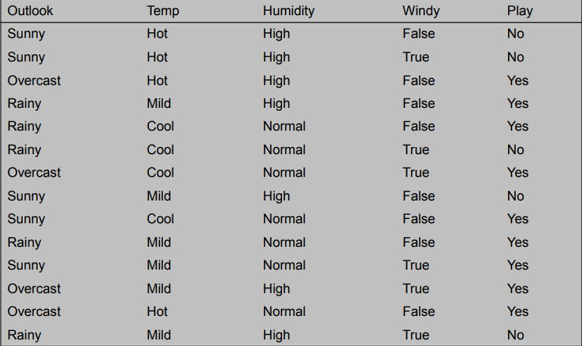 Outlook Temp Humidity Windy Play
Sunny Hot High False No
Sunny Hot High True No
Overcast Hot High False Yes
Rainy Mild High False Yes
Rainy Cool Normal False Yes
Rainy Cool Normal True No
Overcast Cool Normal True Yes
Sunny Mild High False No
Sunny Cool Normal False Yes
Rainy Mild Normal False Yes
Sunny Mild Normal True Yes
Overcast Mild High True Yes
Overcast Hot Normal False Yes
Rainy Mild High True No